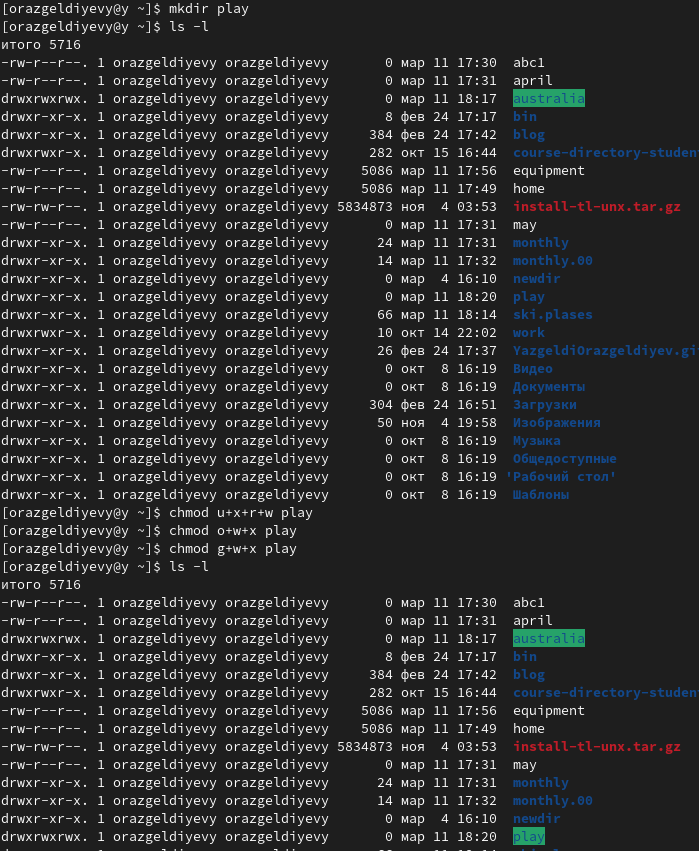 [orazgeldiyevy@y ~]$ mkdir play
[orazgeldiyevy@y ~]$ ls -l
итого 5716
-rw-r--r--. 1 orazgeldiyevy orazgeldiyevy 0 мар 11 17:30 abc1
-rw-r--r--. 1 orazgeldiyevy orazgeldiyevy 0 мар 11 17:31 april
drwxrwxrwx. 1 orazgeldiyevy orazgeldiyevy 0 мар 11 18:17 australia
drwxr-xr-x. 1 orazgeldiyevy orazgeldiyevy 8 фев 24 17:17 bin
drwxr-xr-x. 1 orazgeldiyevy orazgeldiyevy 384 фев 24 17:42 blog
drwxrwxr-x. 1 orazgeldiyevy orazgeldiyevy 282 окт 15 16:44 course-directory-studen
-rw-r--r--. 1 orazgeldiyevy orazgeldiyevy 5086 мар 11 17:56 equipment
-rw-r--r--. 1 orazgeldiyevy orazgeldiyevy 5086 мар 11 17:49 home
-rw-rw-r--. 1 orazgeldiyevy orazgeldiyevy 5834873 ноя 4 03:53 install-tl-unx.tar.gz
-rw-r--r--. 1 orazgeldiyevy orazgeldiyevy 0 мар 11 17:31 may
drwxr-xr-x. 1 orazgeldiyevy orazgeldiyevy 24 мар 11 17:31 monthly
drwxr-xr-x. 1 orazgeldiyevy orazgeldiyevy 14 мар 11 17:32 monthly.00
drwxr-xr-x. 1 orazgeldiyevy orazgeldiyevy 0 мар 4 16:10 newdir
drwxr-xr-x. 1 orazgeldiyevy orazgeldiyevy 0 мар 11 18:20 play
drwxr-xr-x. 1 orazgeldiyevy orazgeldiyevy 66 мар 11 18:14 ski.plases
drwxrwxr-x. 1 orazgeldiyevy orazgeldiyevy 10 окт 14 22:02 work
drwxr-xr-x. 1 orazgeldiyevy orazgeldiyevy 26 фев 24 17:37 YazgeldiOrazgeldiyev.gi
drwxr-xr-x. 1 orazgeldiyevy orazgeldiyevy 0 окт 8 16:19 Видео
drwxr-xr-x. 1 orazgeldiyevy orazgeldiyevy 0 окт 8 16:19 Документы
drwxr-xr-x. 1 orazgeldiyevy orazgeldiyevy 304 фев 24 16:51 Загрузки
drwxr-xr-x. 1 orazgeldiyevy orazgeldiyevy 50 ноя 4 19:58 Изображения
drwxr-xr-x. 1 orazgeldiyevy orazgeldiyevy 0 окт 8 16:19 Музыка
drwxr-xr-x. 1 orazgeldiyevy orazgeldiyevy 0 окт 8 16:19 Общедоступные
drwxr-xr-x. 1 orazgeldiyevy orazgeldiyevy 0 окт 8 16:19 'Рабочий стол'
drwxr-xr-x. 1 orazgeldiyevy orazgeldiyevy 0 окт 8 16:19 Шаблоны
[orazgeldiyevy@y ~]$ chmod u+x+r+w play
[orazgeldiyevy@y ~]$ chmod o+w+x play
[orazgeldiyevy@y ~]$ chmod g+w+x play
[orazgeldiyevy@y ~]$ ls -l
итого 5716
-rw-r--r--. 1 orazgeldiyevy orazgeldiyevy 0 мар 11 17:30 abc1
-rw-r--r--. 1 orazgeldiyevy orazgeldiyevy 0 мар 11 17:31 april
drwxrwxrwx. 1 orazgeldiyevy orazgeldiyevy 0 мар 11 18:17 australia
drwxr-xr-x. 1 orazgeldiyevy orazgeldiyevy 8 фев 24 17:17 bin
drwxr-xr-x. 1 orazgeldiyevy orazgeldiyevy 384 фев 24 17:42 blog
drwxrwxr-x. 1 orazgeldiyevy orazgeldiyevy 282 окт 15 16:44 course-directory-studen
-rw-r--r--. 1 orazgeldiyevy orazgeldiyevy 5086 мар 11 17:56 equipment
-rw-r--r--. 1 orazgeldiyevy orazgeldiyevy 5086 мар 11 17:49 home
-rw-rw-r--. 1 orazgeldiyevy orazgeldiyevy 5834873 ноя 4 03:53 install-tl-unx.tar.gz
-rw-r--r--. 1 orazgeldiyevy orazgeldiyevy 0 мар 11 17:31 may
drwxr-xr-x. 1 orazgeldiyevy orazgeldiyevy 24 мар 11 17:31 monthly
drwxr-xr-x. 1 orazgeldiyevy orazgeldiyevy 14 мар 11 17:32 monthly.00
drwxr-xr-x. 1 orazgeldiyevy orazgeldiyevy 0 мар 4 16:10 newdir
drwxrwxrwx. 1 orazgeldiyevy orazgeldiyevy 0 мар 11 18:20 play